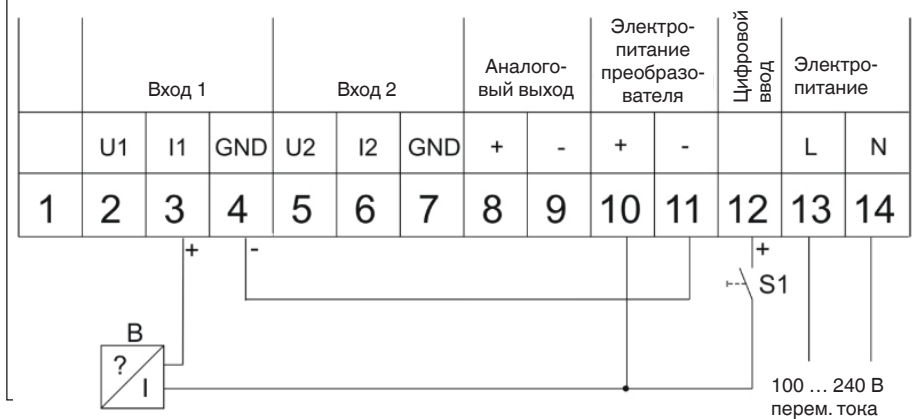 Вход 1
Вход 2
Аналого-
вый выход
Электро-
питание
преобразо-
вателя
Цифровой
ввод
Электро-
питание
U1 I1 GND U2 I2 GND + - + - L N
1 2 3 4 5 6 7 8 9 10 11 12 13 14
+ - +
S1
B
?
I
100 … 240 В
перем. тока